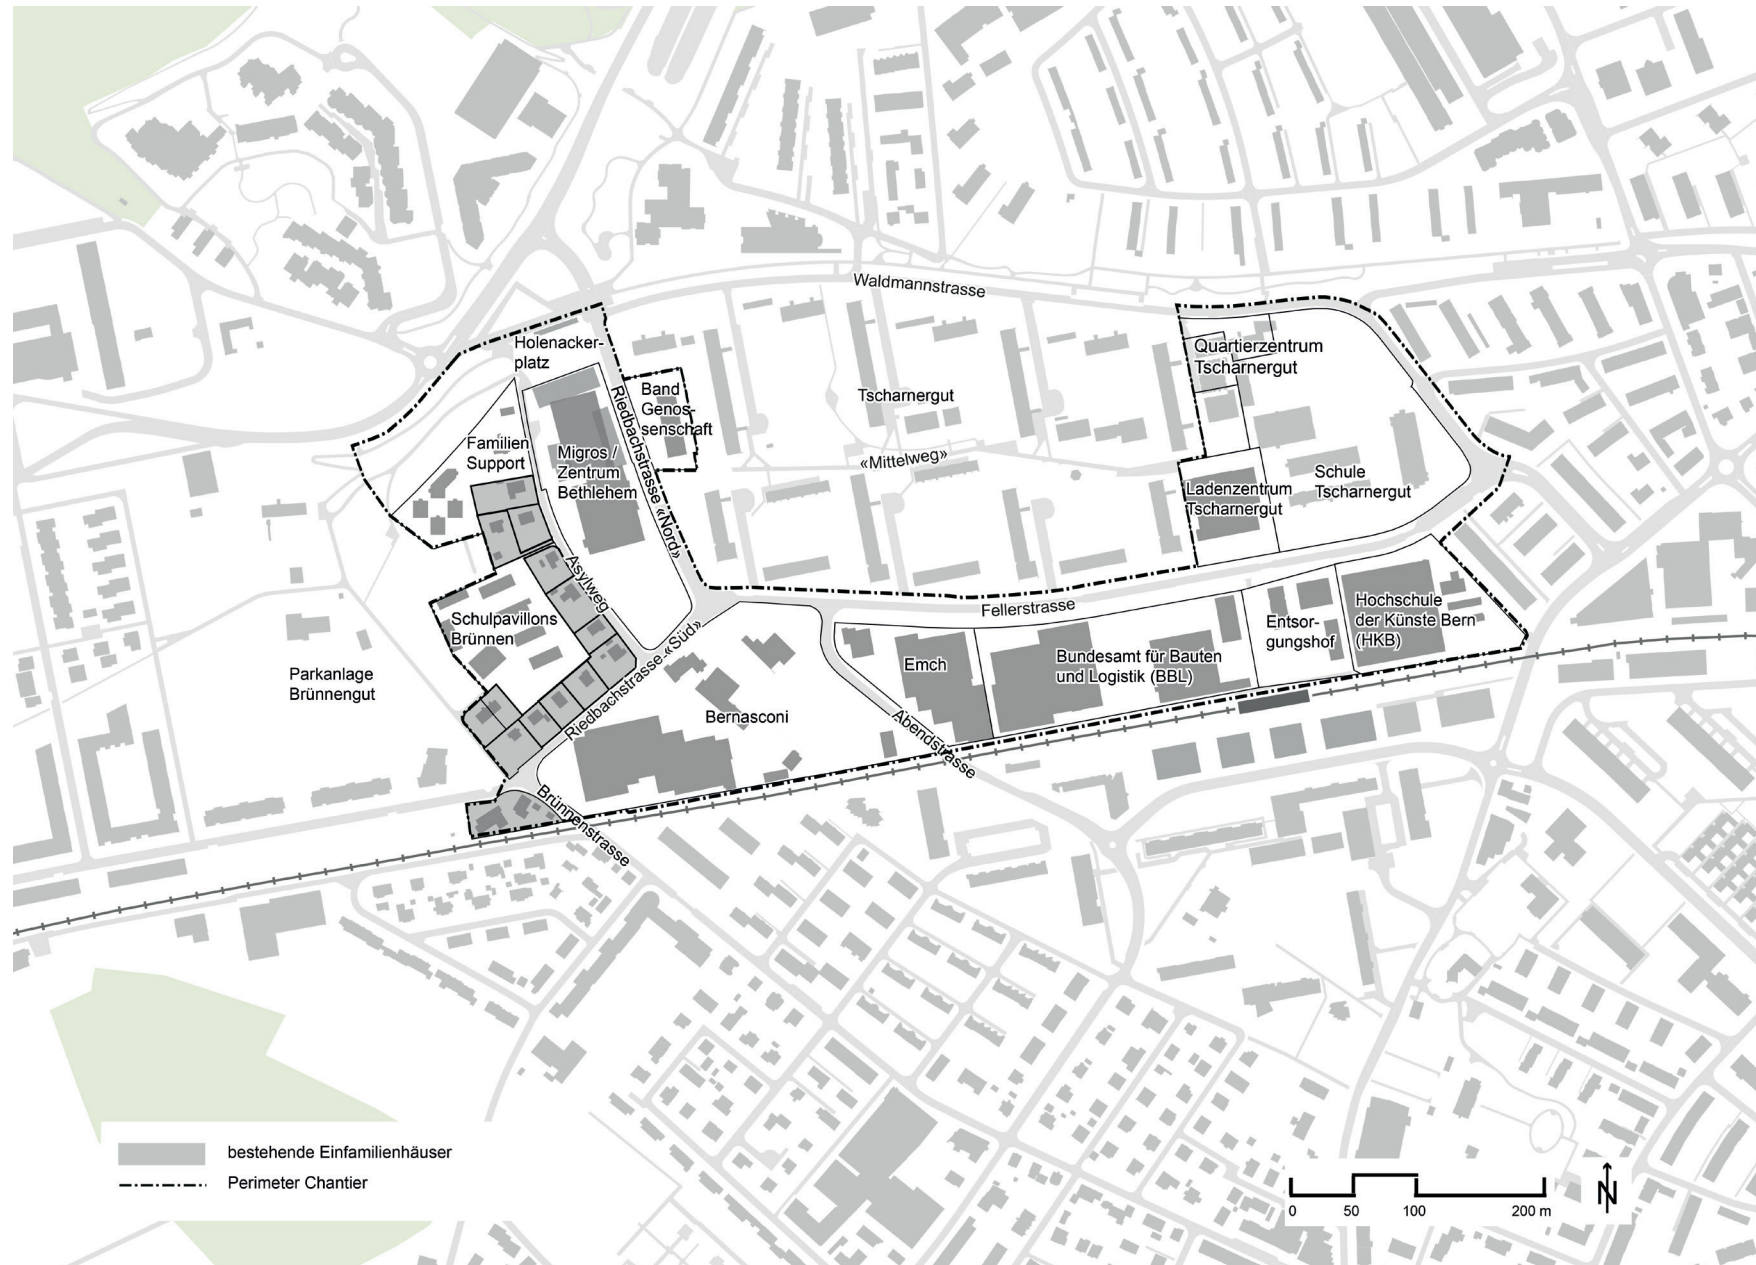 Waldmannstrasse
Holenacker-
platz
Quartierzentrum
Tscharnergut
Band
Genos-
senschaft
Riedbachstrasse «Nord»
Tscharnergut
Familien
Support
Migros /
Zentrum
Bethlehem
«Mittelweg»
Schule
Tscharnergut
Ladenzentrum
Tscharnergut
Asylweg
Schulpavillons
Brünnen
Fellerstrasse
Hochschule
der Künste Bern
(HKB)
Entsor-
gungshof
Riedbachstrasse «Süd»
Emch
Bundesamt für Bauten
und Logistik (BBL)
Parkanlage
Brünnengut
Bernasconi
Abendstrasse
Brünnenstrasse
bestehende Einfamilienhäuser
Perimeter Chantier
0 50 100 200 m
N